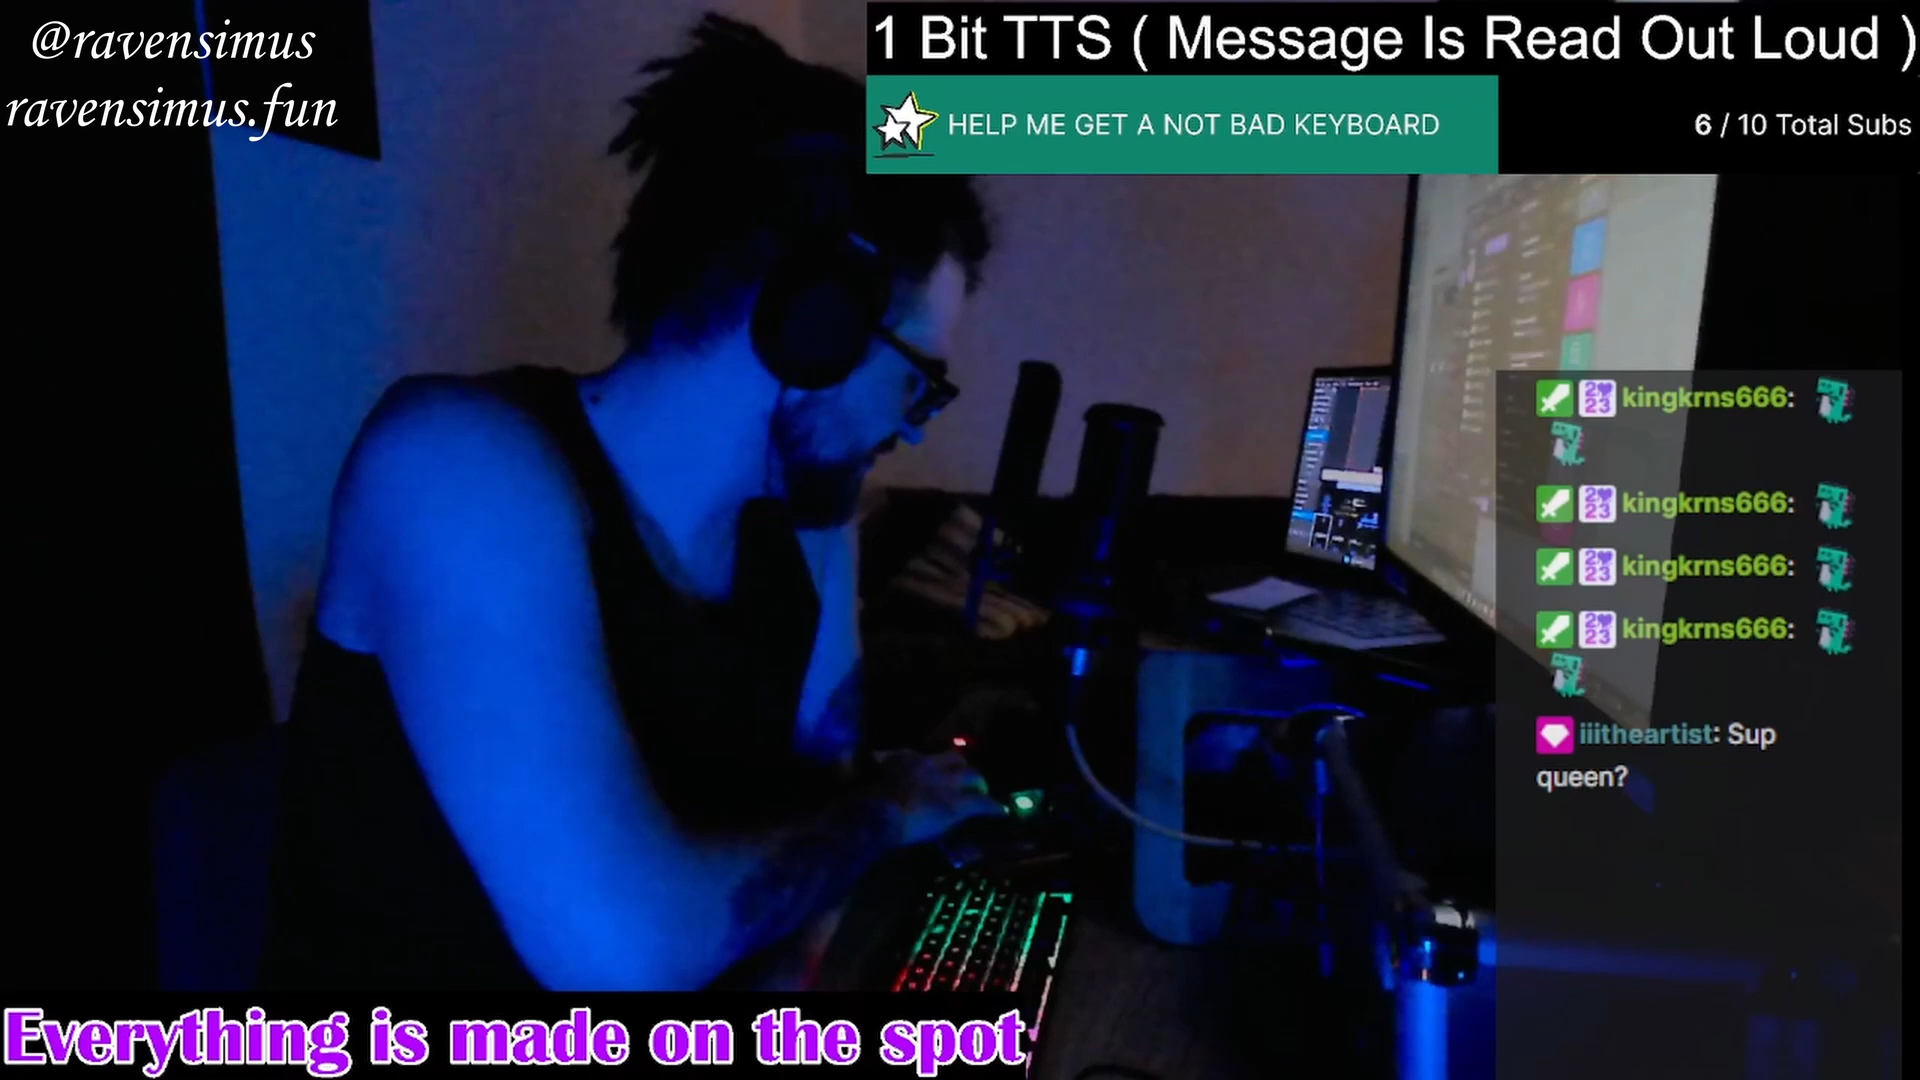 @ravensimus
ravensimus.fun
1 Bit TTS ( Message Is Read Out Loud )
HELP ME GET A NOT BAD KEYBOARD
6 / 10 Total Subs
kingkrns666:
kingkrns666:
kingkrns666:
kingkrns666:
iiitheartist: Sup
queen?
Everything is made on the spot